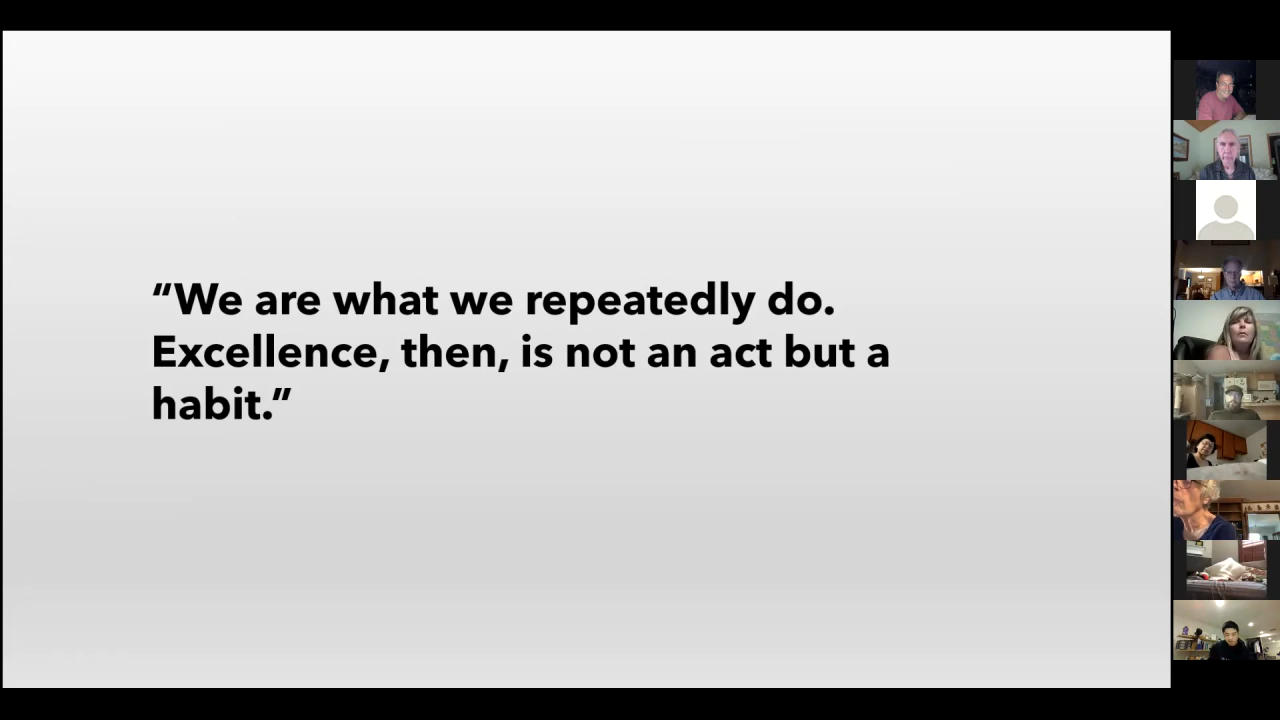 “We are what we repeatedly do.
Excellence, then, is not an act but a
habit.”